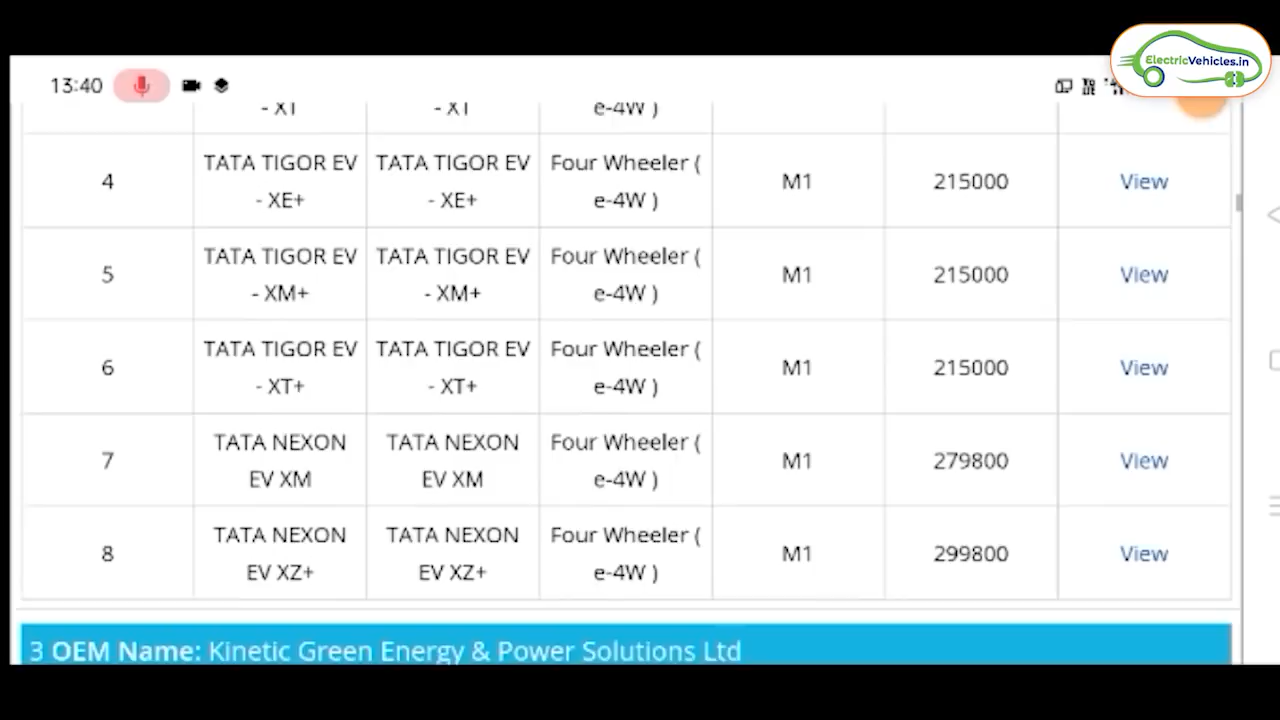 ElectricVehicles.in
13:40
- XT - XT e-4W )
4 TATA TIGOR EV TATA TIGOR EV Four Wheeler ( M1 215000 View
- XE+ - XE+ e-4W )
5 TATA TIGOR EV TATA TIGOR EV Four Wheeler ( M1 215000 View
- XM+ - XM+ e-4W )
6 TATA TIGOR EV TATA TIGOR EV Four Wheeler ( M1 215000 View
- XT+ - XT+ e-4W )
7 TATA NEXON TATA NEXON Four Wheeler ( M1 279800 View
EV XM EV XM e-4W )
8 TATA NEXON TATA NEXON Four Wheeler ( M1 299800 View
EV XZ+ EV XZ+ e-4W )
3 OEM Name: Kinetic Green Energy & Power Solutions Ltd